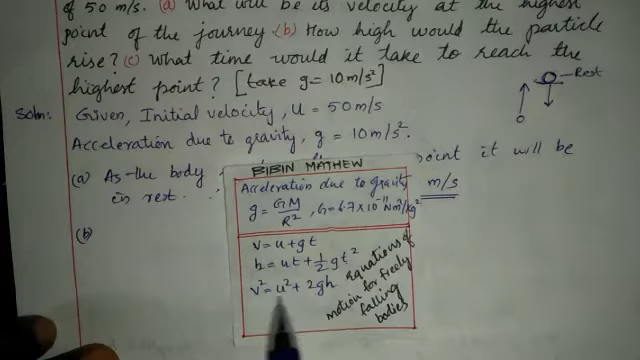 of 50 m/s. (a) What will be its velocity at the highest
point of the journey. (b) How high would the particle
rise? (c) What time would it take to reach the
highest point? [take g = 10 m/s²]
Rest
Soln: Given, Initial velocity, u = 50 m/s
Acceleration due to gravity, g = 10 m/s².
(a) As the body point it will be
in rest. m/s
(b)
BIBIN MATHEW
Acceleration due to gravity
g = GM/R², G = 6.7 x 10⁻¹¹ Nm²/kg²
v = u + gt
h = ut + ½ gt²
v² = u² + 2gh
Equations of
motion for freely
falling
bodies